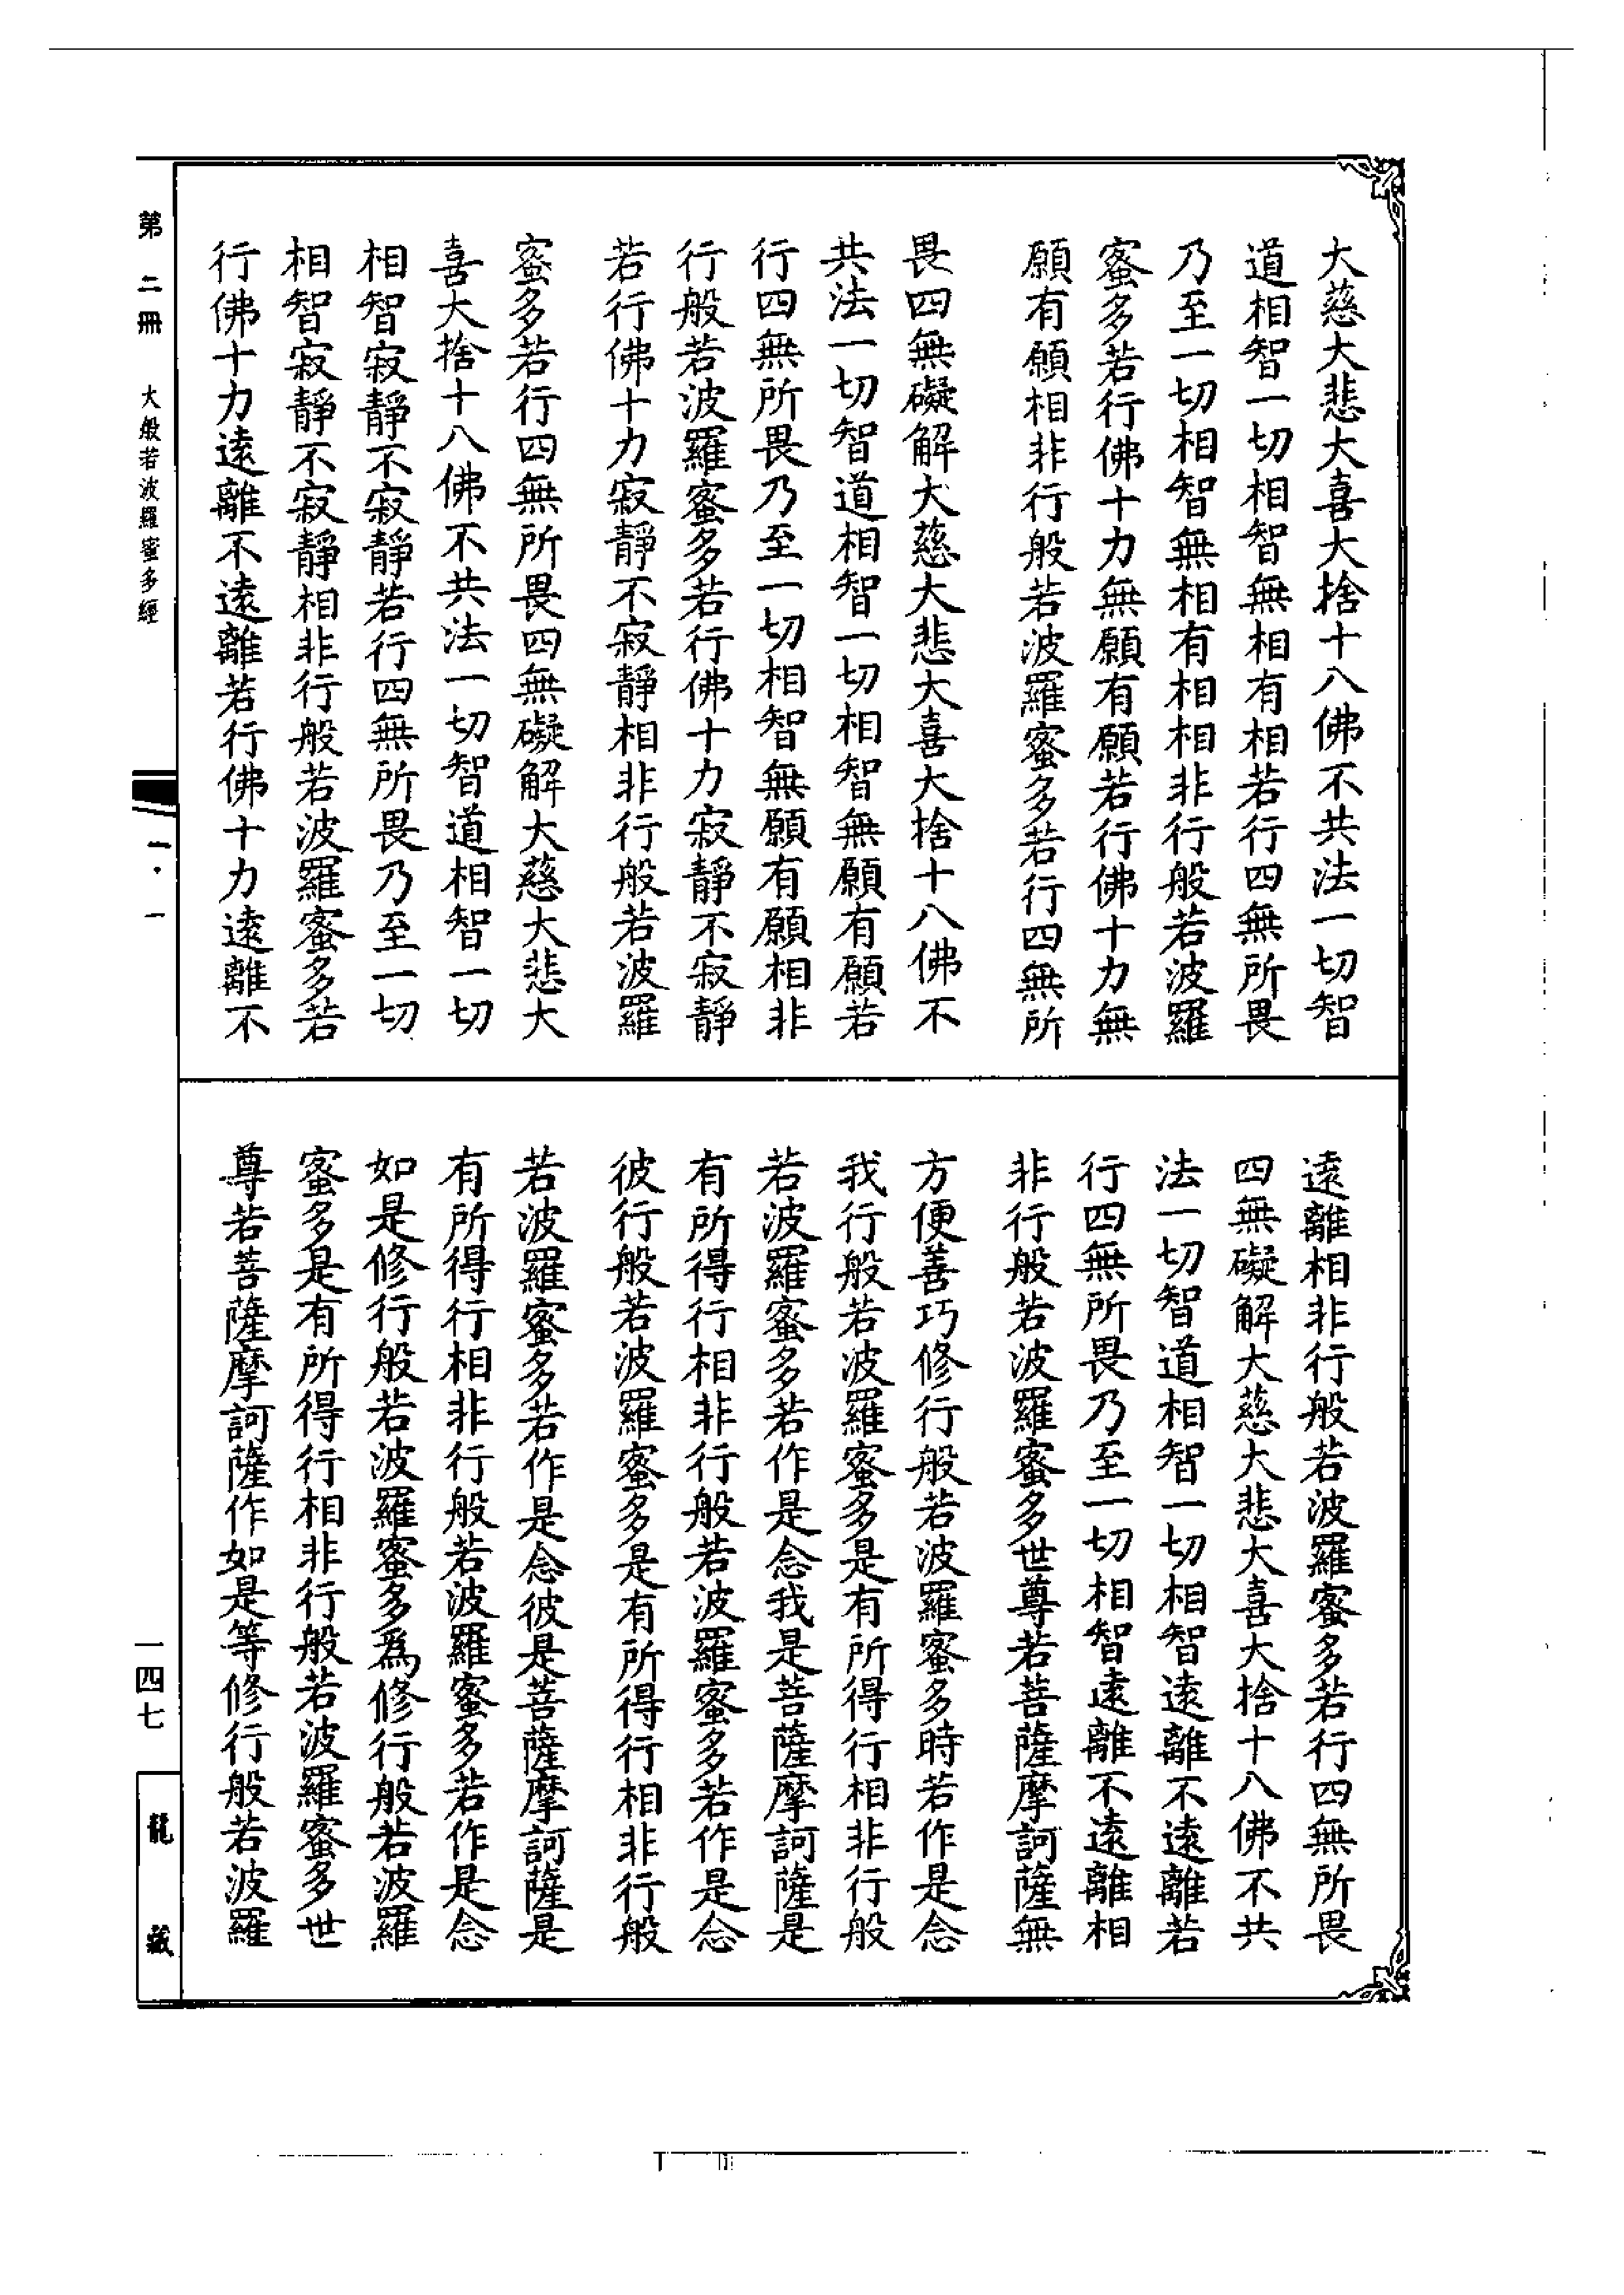 大慈大悲大喜大捨十八佛不共法一切智
道相智一切相智無相有相若行四無所畏
乃至一切相智無相有相相非行般若波羅
蜜多若行佛十力無願有願若行佛十力無
願有願相非行般若波羅蜜多若行四無所
畏四無礙解大慈大悲大喜大捨十八佛不
共法一切智道相智一切相智無願有願若
行四無所畏乃至一切相智無願有願相非
行般若波羅蜜多若行佛十力寂靜不寂靜
若行佛十力寂靜不寂靜相非行般若波羅
蜜多若行四無所畏四無礙解大慈大悲大
喜大捨十八佛不共法一切智道相智一切
相智寂靜不寂靜若行四無所畏乃至一切
相智寂靜不寂靜相非行般若波羅蜜多若
行佛十力遠離不遠離若行佛十力遠離不
遠離相非行般若波羅蜜多若行四無所畏
四無礙解大慈大悲大喜大捨十八佛不共
法一切智道相智一切相智遠離不遠離若
行四無所畏乃至一切相智遠離不遠離相
非行般若波羅蜜多世尊若菩薩摩訶薩無
方便善巧修行般若波羅蜜多時若作是念
我行般若波羅蜜多是有所得行相非行般
若波羅蜜多若作是念我是菩薩摩訶薩是
有所得行相非行般若波羅蜜多若作是念
彼行般若波羅蜜多是有所得行相非行般
若波羅蜜多若作是念彼是菩薩摩訶薩是
有所得行相非行般若波羅蜜多若作是念
如是修行般若波羅蜜多為修行般若波羅
蜜多是有所得行相非行般若波羅蜜多世
尊若菩薩摩訶薩作如是等修行般若波羅
第二冊 大般若波羅蜜多經 一·一 一四七 龍藏